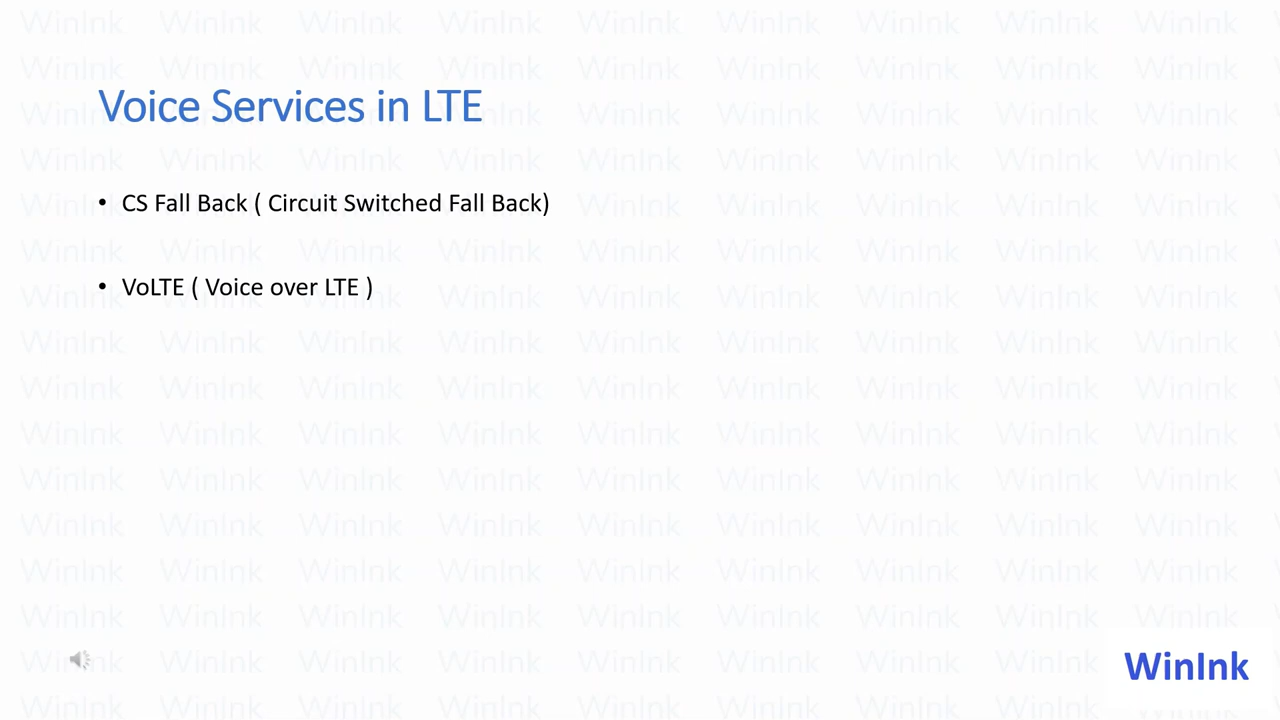 Voice Services in LTE
• CS Fall Back ( Circuit Switched Fall Back)
• VoLTE ( Voice over LTE )
WinInk